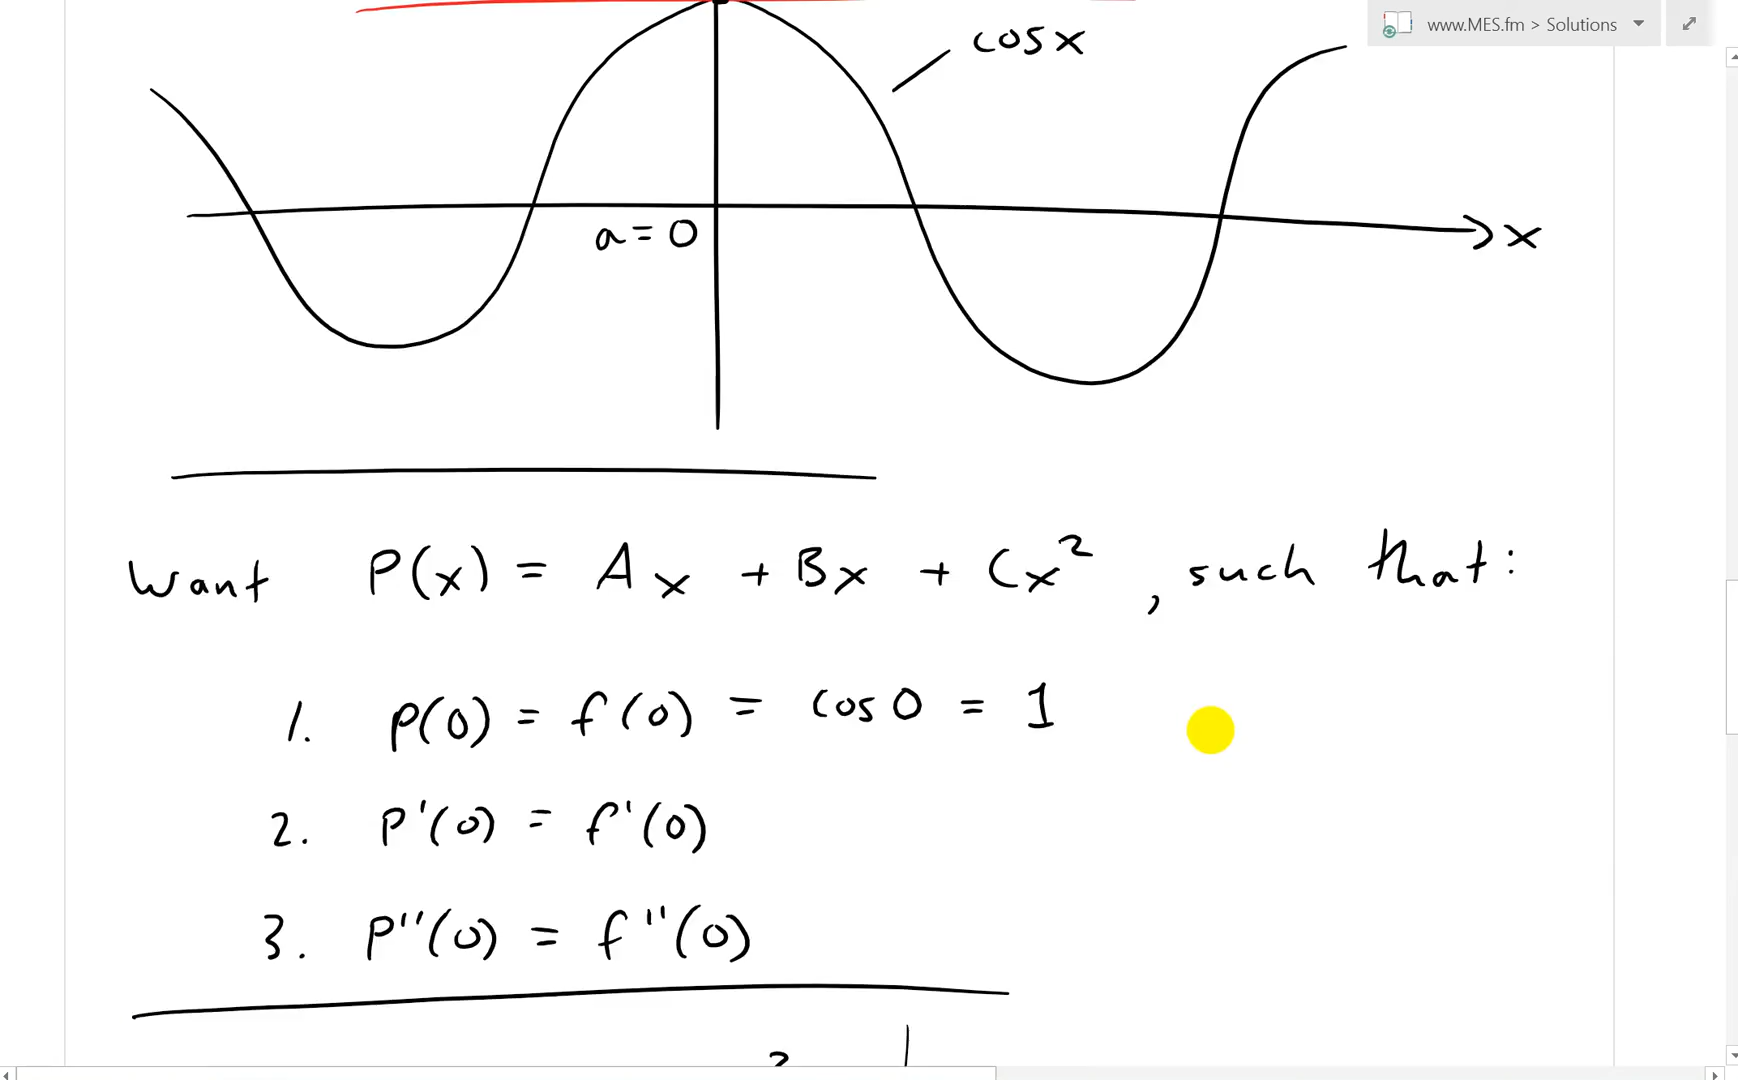 www.MES.fm > Solutions
cos x
a = 0
x
Want P(x) = Ax + Bx + Cx², such that:
1. P(0) = f(0) = cos 0 = 1
2. P'(0) = f'(0)
3. P''(0) = f''(0)